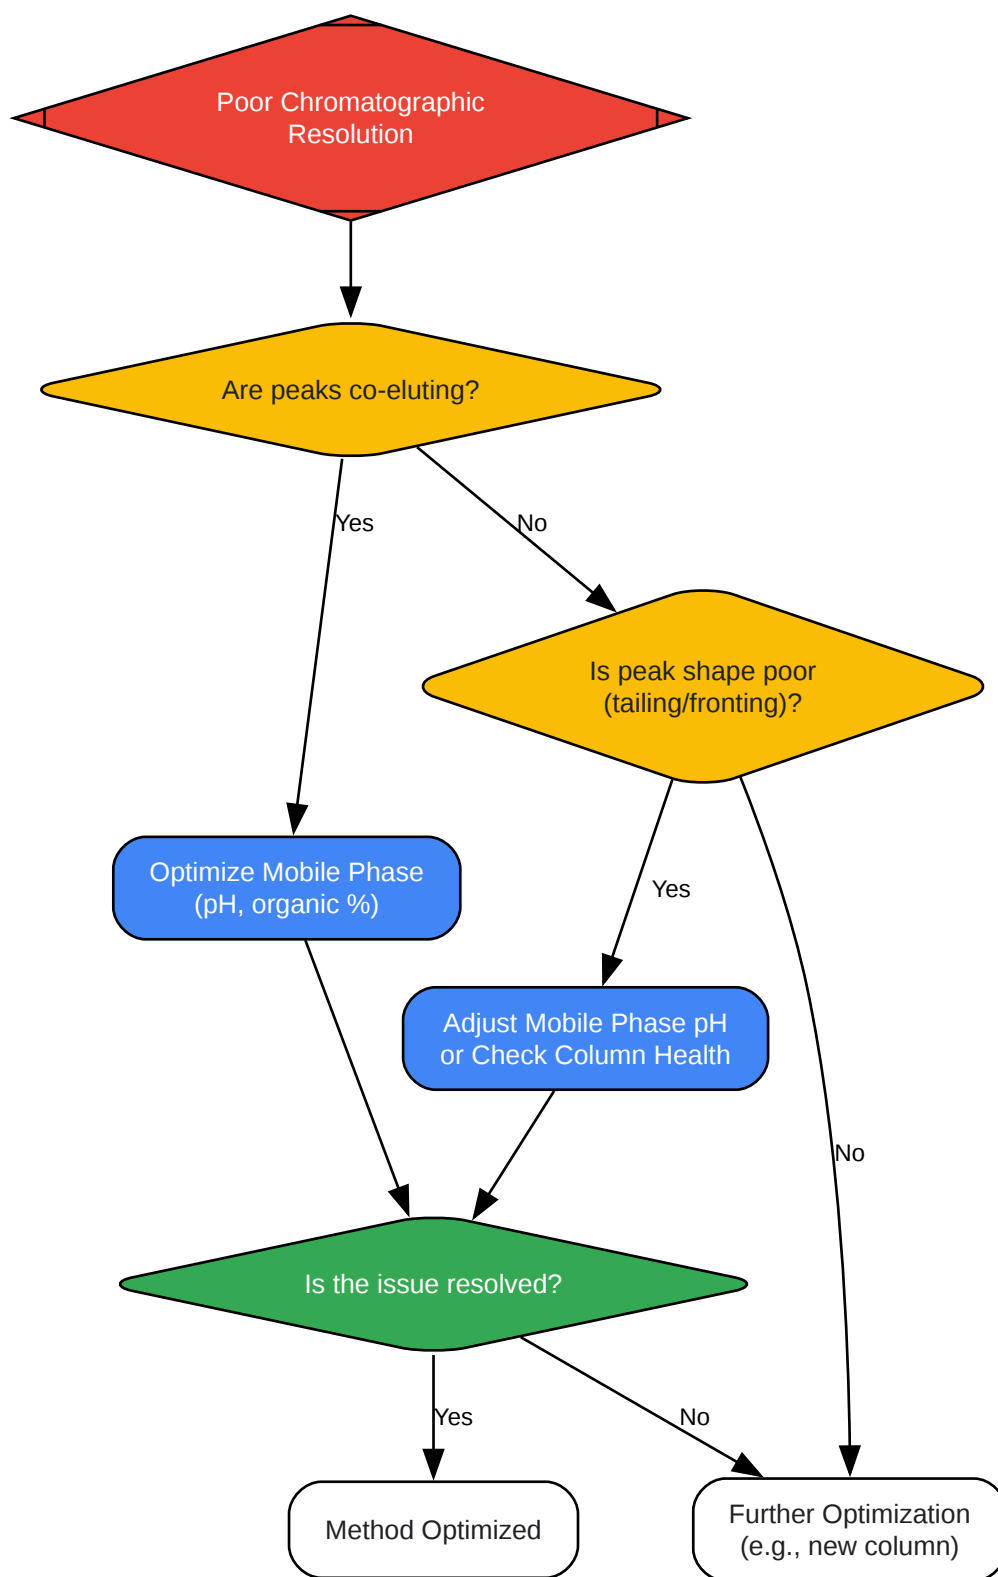 Poor Chromatographic
Resolution
Are peaks co-eluting?
Yes
No
Is peak shape poor
(tailing/fronting)?
Optimize Mobile Phase
(pH, organic %)
Yes
Adjust Mobile Phase pH
or Check Column Health
No
Is the issue resolved?
Yes
No
Method Optimized
Further Optimization
(e.g., new column)